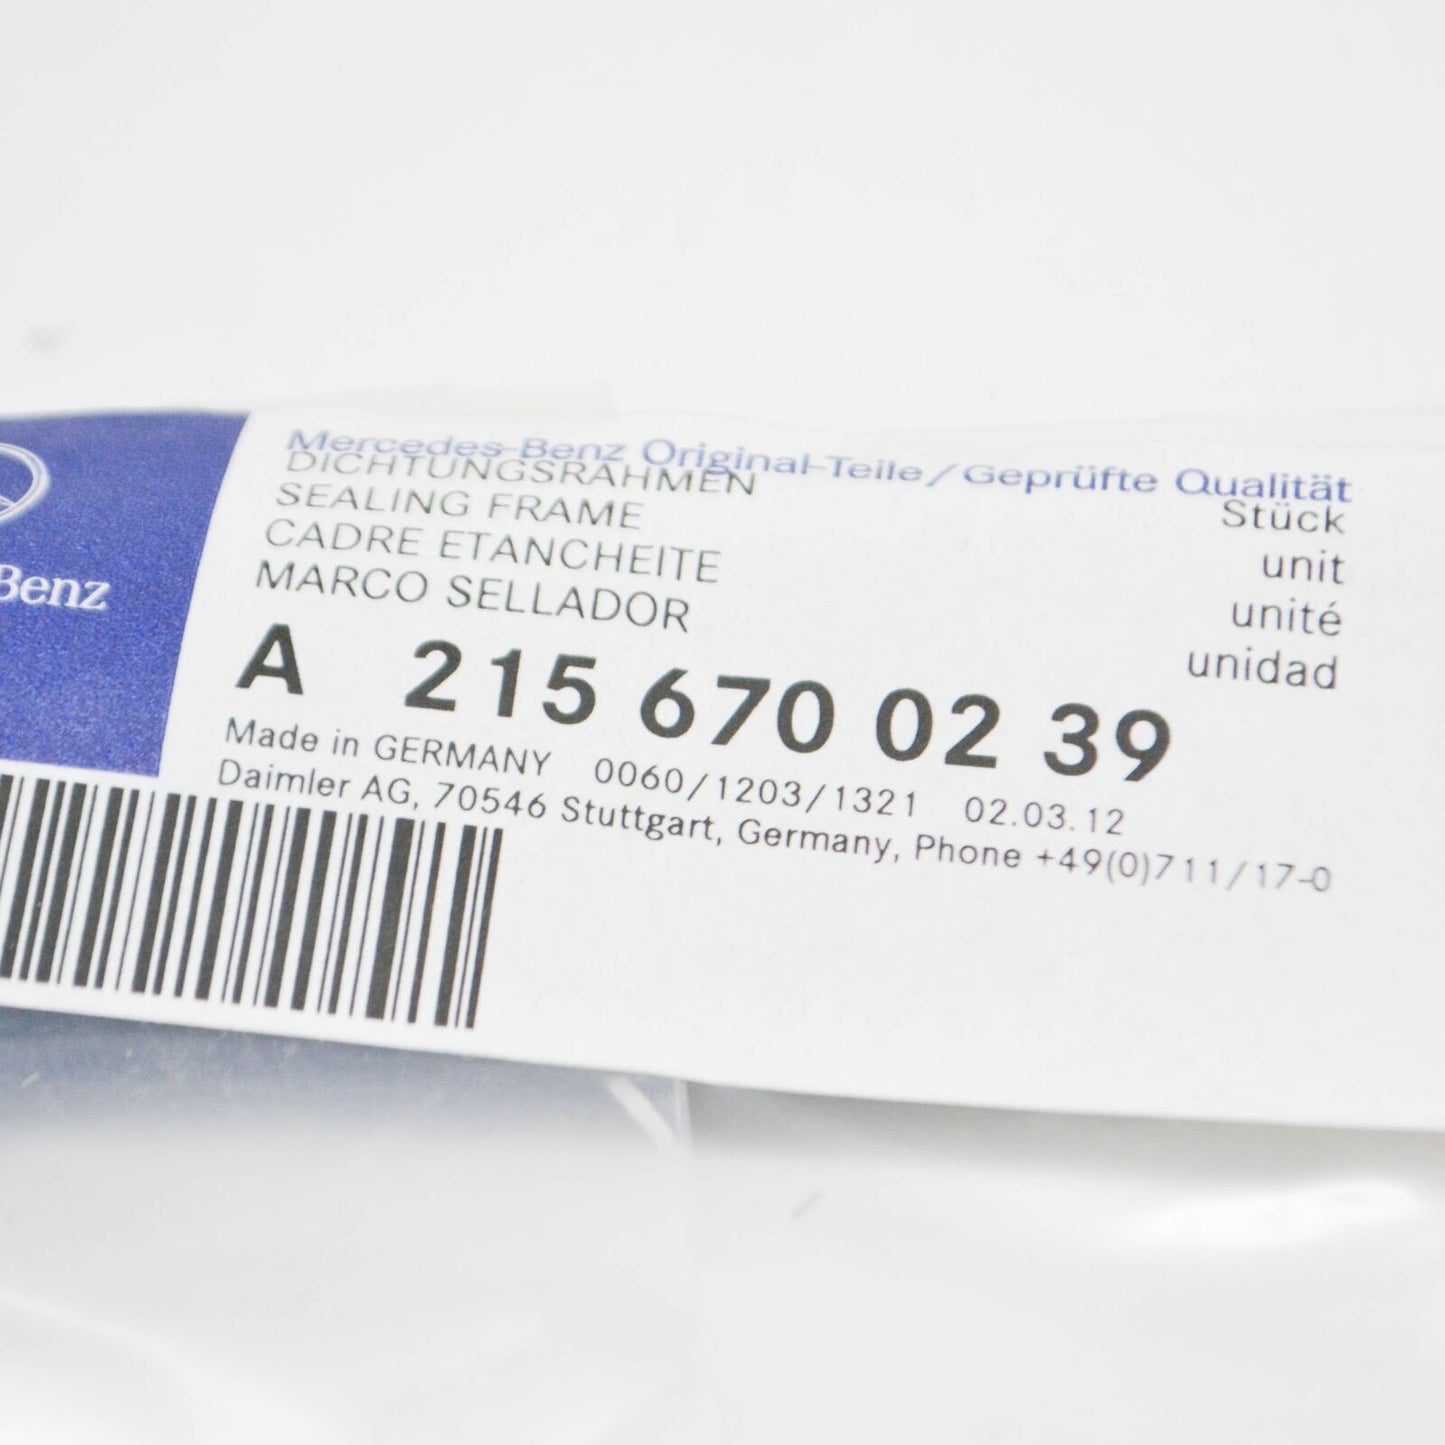 Mercedes-Benz Original-Teile/Geprüfte Qualität
DICHTUNGSRAHMEN Stück
SEALING FRAME unit
CADRE ETANCHEITE unité
MARCO SELLADOR unidad
Benz
A 215 670 02 39
Made in GERMANY 0060/1203/1321 02.03.12
Daimler AG, 70546 Stuttgart, Germany, Phone +49(0)711/17-0